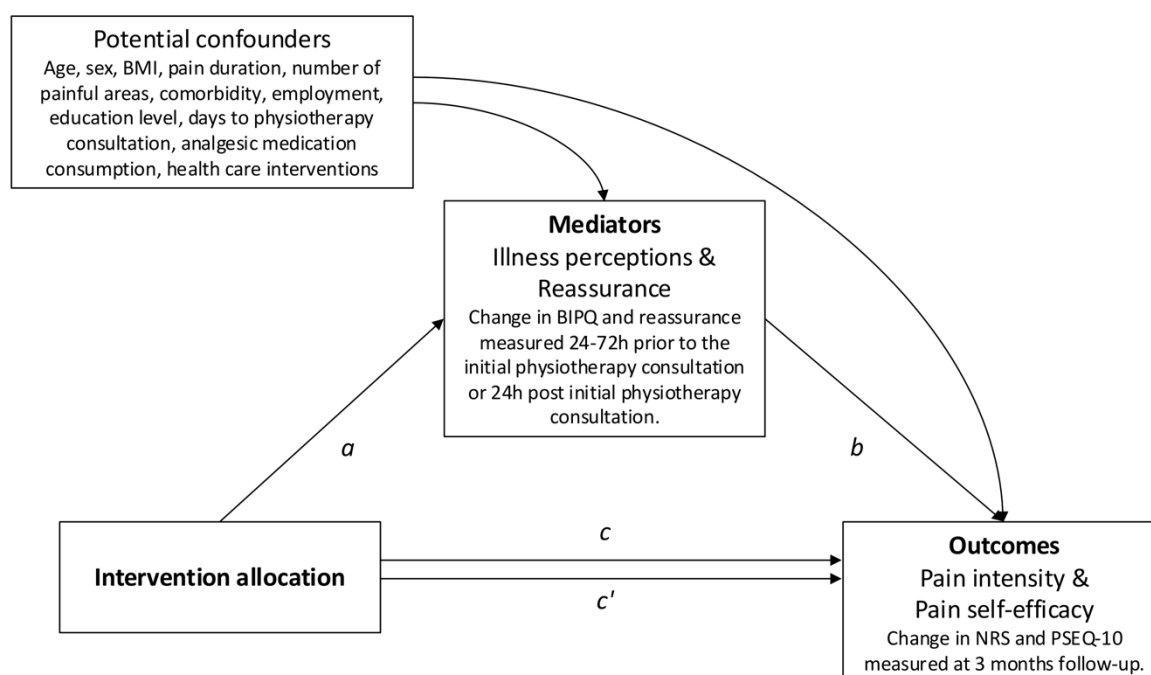 Potential confounders
Age, sex, BMI, pain duration, number of
painful areas, comorbidity, employment,
education level, days to physiotherapy
consultation, analgesic medication
consumption, health care interventions
Mediators
Illness perceptions &
Reassurance
Change in BIPQ and reassurance
measured 24-72h prior to the
initial physiotherapy consultation
or 24h post initial physiotherapy
consultation.
a
b
Intervention allocation
c
c'
Outcomes
Pain intensity &
Pain self-efficacy
Change in NRS and PSEQ-10
measured at 3 months follow-up.